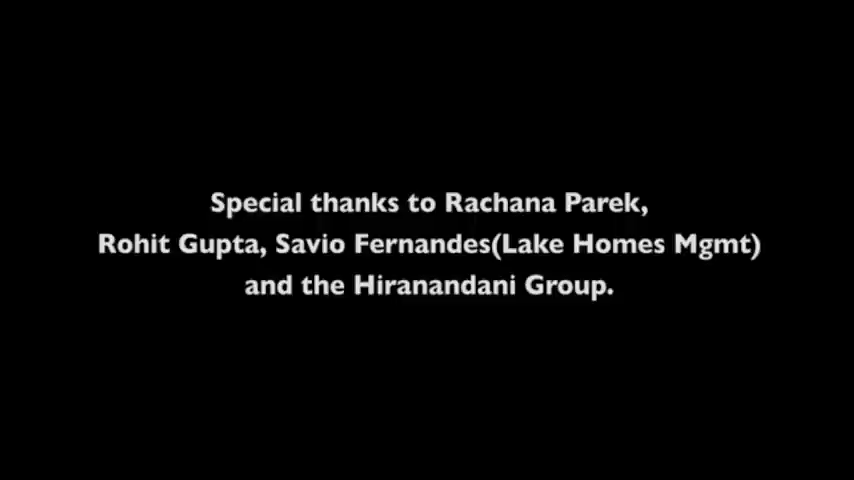 Special thanks to Rachana Parek,
Rohit Gupta, Savio Fernandes(Lake Homes Mgmt)
and the Hiranandani Group.